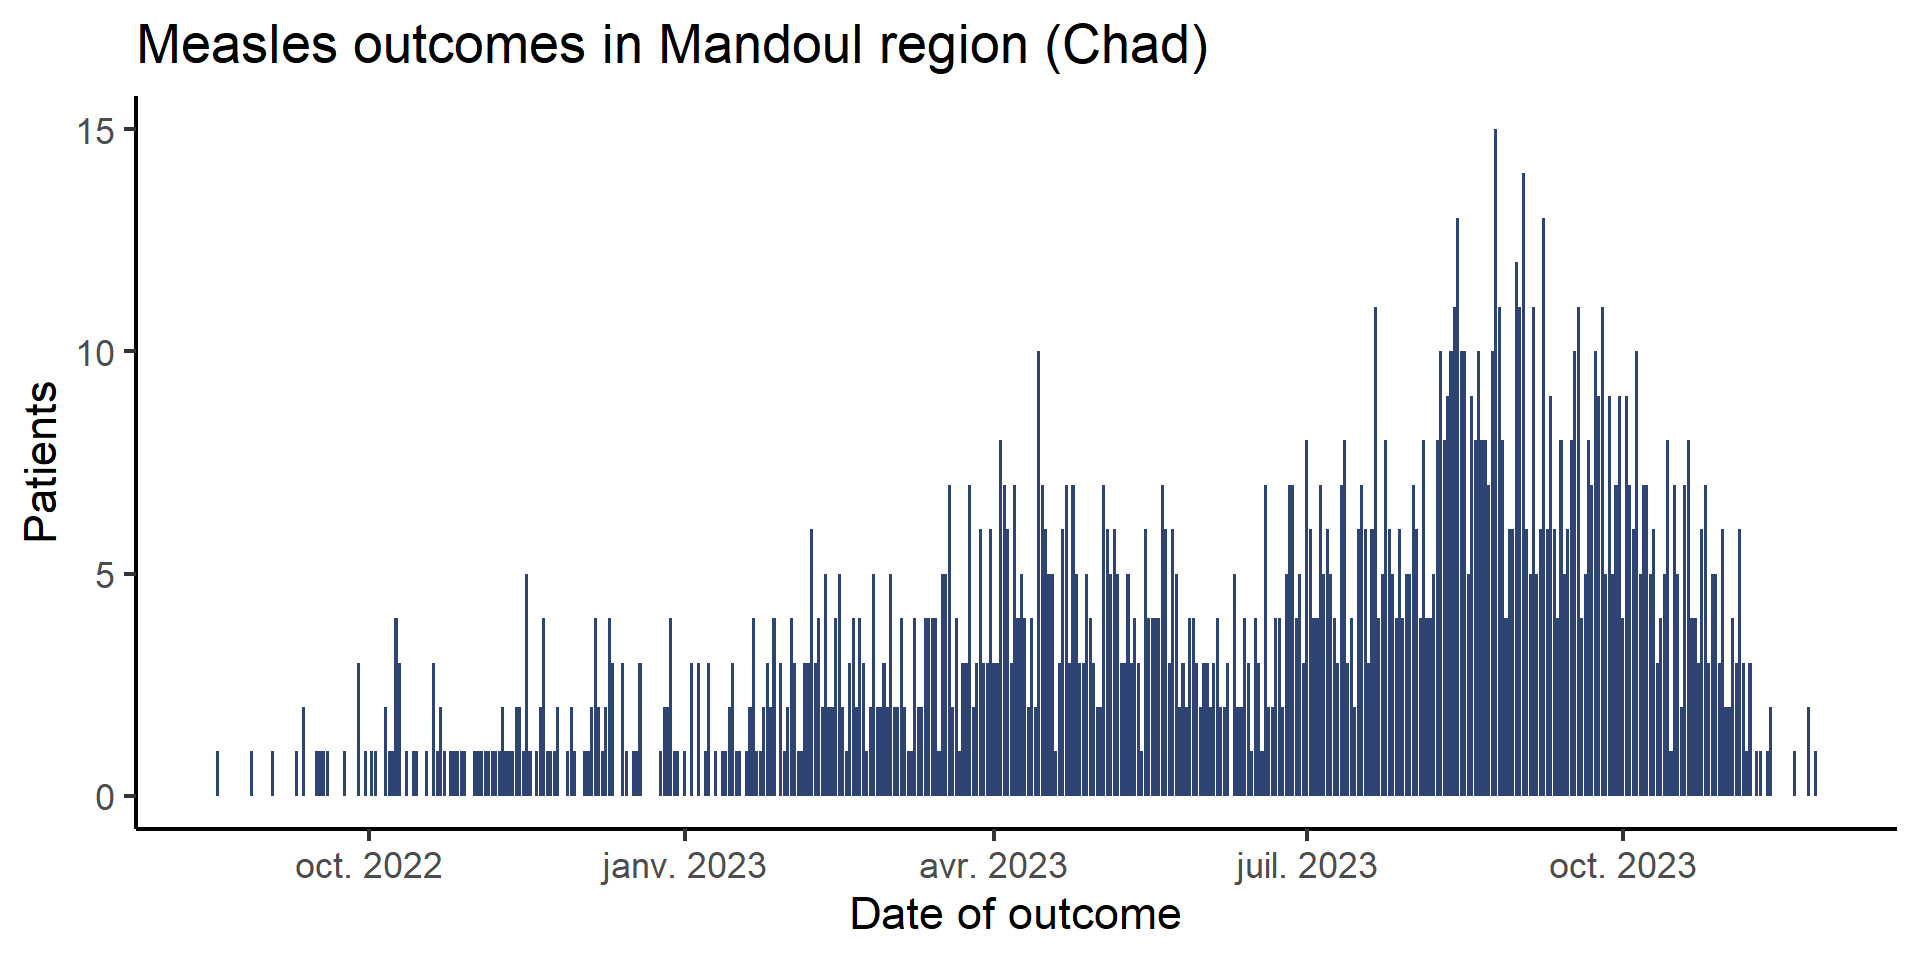 Measles outcomes in Mandoul region (Chad)
15
10
5
0
Patients
oct. 2022
janv. 2023
avr. 2023
juil. 2023
oct. 2023
Date of outcome